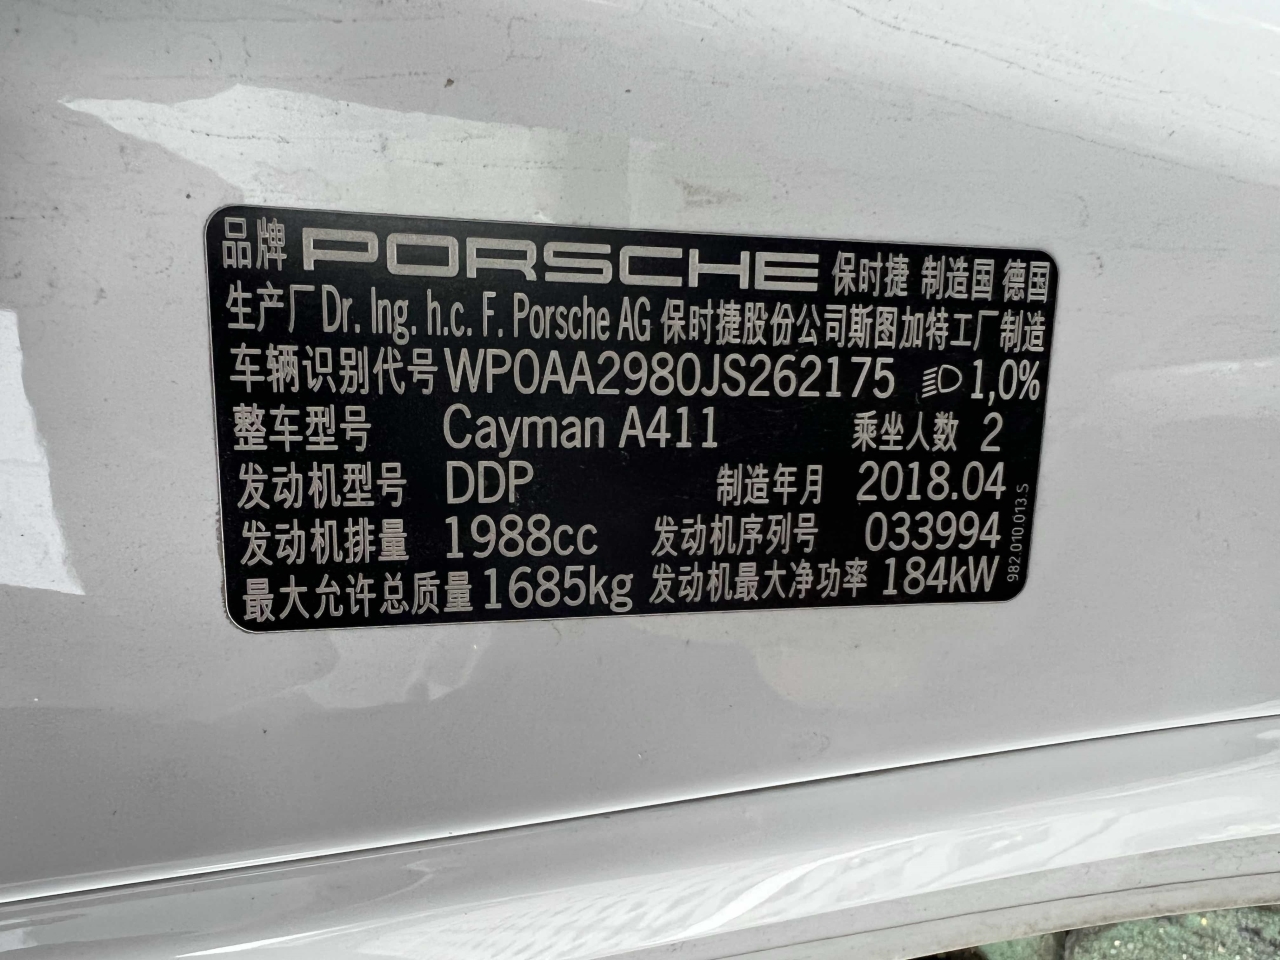 品牌 PORSCHE 保时捷 制造国 德国
生产厂 Dr. Ing. h.c. F. Porsche AG 保时捷股份公司斯图加特工厂制造
车辆识别代号 WP0AA2980JS262175 1,0%
整车型号 Cayman A411 乘坐人数 2
发动机型号 DDP 制造年月 2018.04
发动机排量 1988cc 发动机序列号 033994
最大允许总质量 1685kg 发动机最大净功率 184kW
982.010.013.S